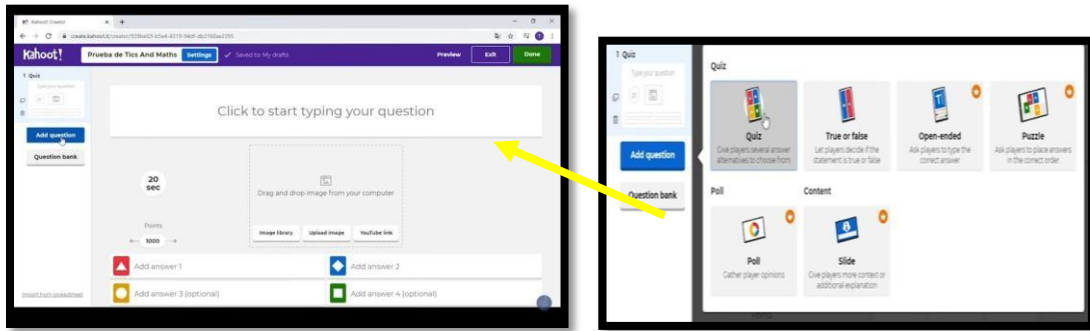 Kahoot! Creator
Kahoot!
Prueba de Tics And Maths
Settings
Saved to My drafts
Preview
Exit
Done
1 Quiz
Type your question
Add question
Question bank
Import from spreadsheet
Click to start typing your question
20
sec
Points
1000
Drag and drop image from your computer
Image library
Upload image
YouTube link
Add answer 1
Add answer 2
Add answer 3 (optional)
Add answer 4 (optional)
1 Quiz
Type your question
Add question
Question bank
Quiz
Quiz
Give players several answer
alternatives to choose from
True or false
Let players decide if the
statement is true or false
Open-ended
Ask players to type the
correct answer
Puzzle
Ask players to place answers
in the correct order
Poll
Content
Poll
Gather player opinions
Slide
Give players more context or
additional explanation